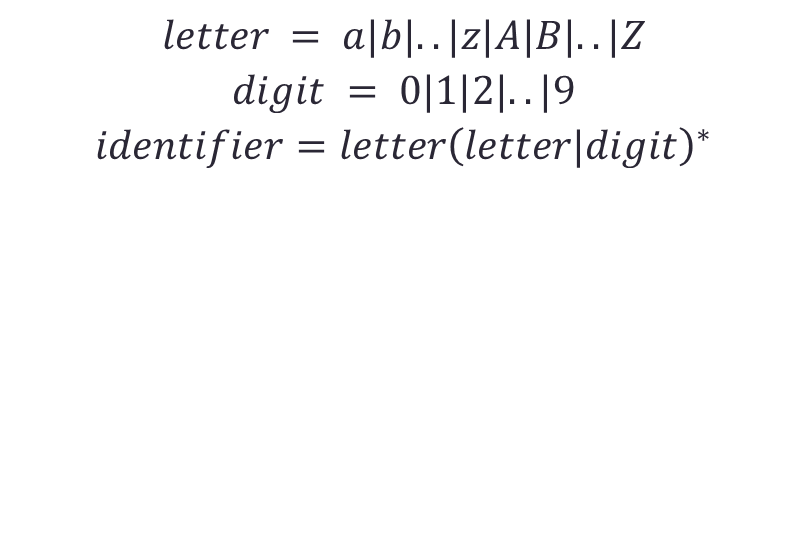 letter = a|b|..|z|A|B|..|Z
digit = 0|1|2|..|9
identifier = letter(letter|digit)*